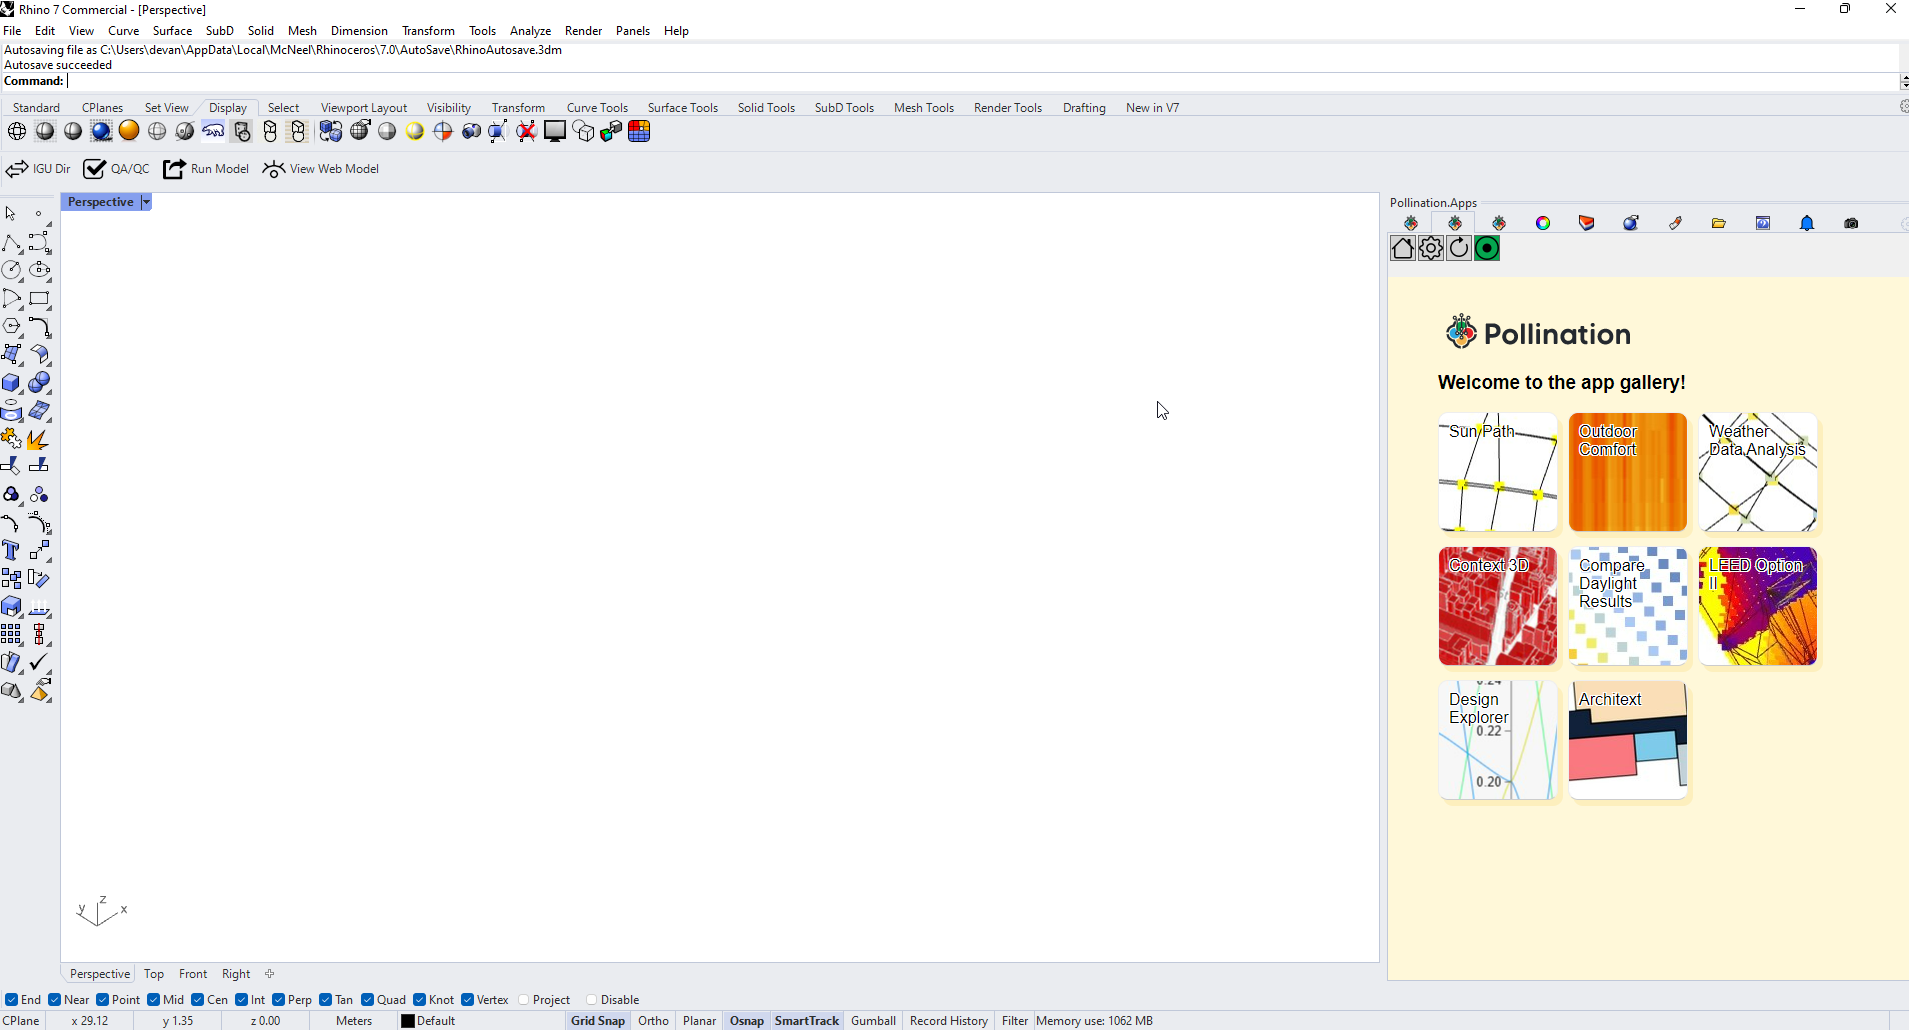 Rhino 7 Commercial - [Perspective]
File Edit View Curve Surface SubD Solid Mesh Dimension Transform Tools Analyze Render Panels Help
Autosaving file as C:\Users\devan\AppData\Local\McNeel\Rhinoceros\7.0\AutoSave\RhinoAutosave.3dm
Autosave succeeded
Command:
Standard CPlanes Set View Display Select Viewport Layout Visibility Transform Curve Tools Surface Tools Solid Tools SubD Tools Mesh Tools Render Tools Drafting New in V7
IGU Dir QA/QC Run Model View Web Model
Perspective
Pollination.Apps
Pollination
Welcome to the app gallery!
Sun Path
Outdoor
Comfort
Weather
Data Analysis
Context 3D
Compare
Daylight
Results
LEED Option
II
Design
Explorer
0.24
0.22
0.20
Architext
y z x
Perspective Top Front Right
End Near Point Mid Cen Int Perp Tan Quad Knot Vertex Project Disable
CPlane x 29.12 y 1.35 z 0.00 Meters Default Grid Snap Ortho Planar Osnap SmartTrack Gumball Record History Filter Memory use: 1062 MB